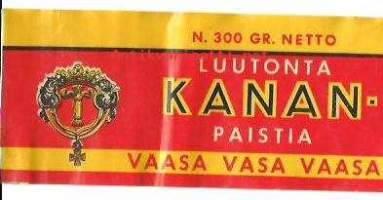 N. 300 GR. NETTO
LUUTONTA
KANAN-
PAISTIA
VAASA VASA VAASA